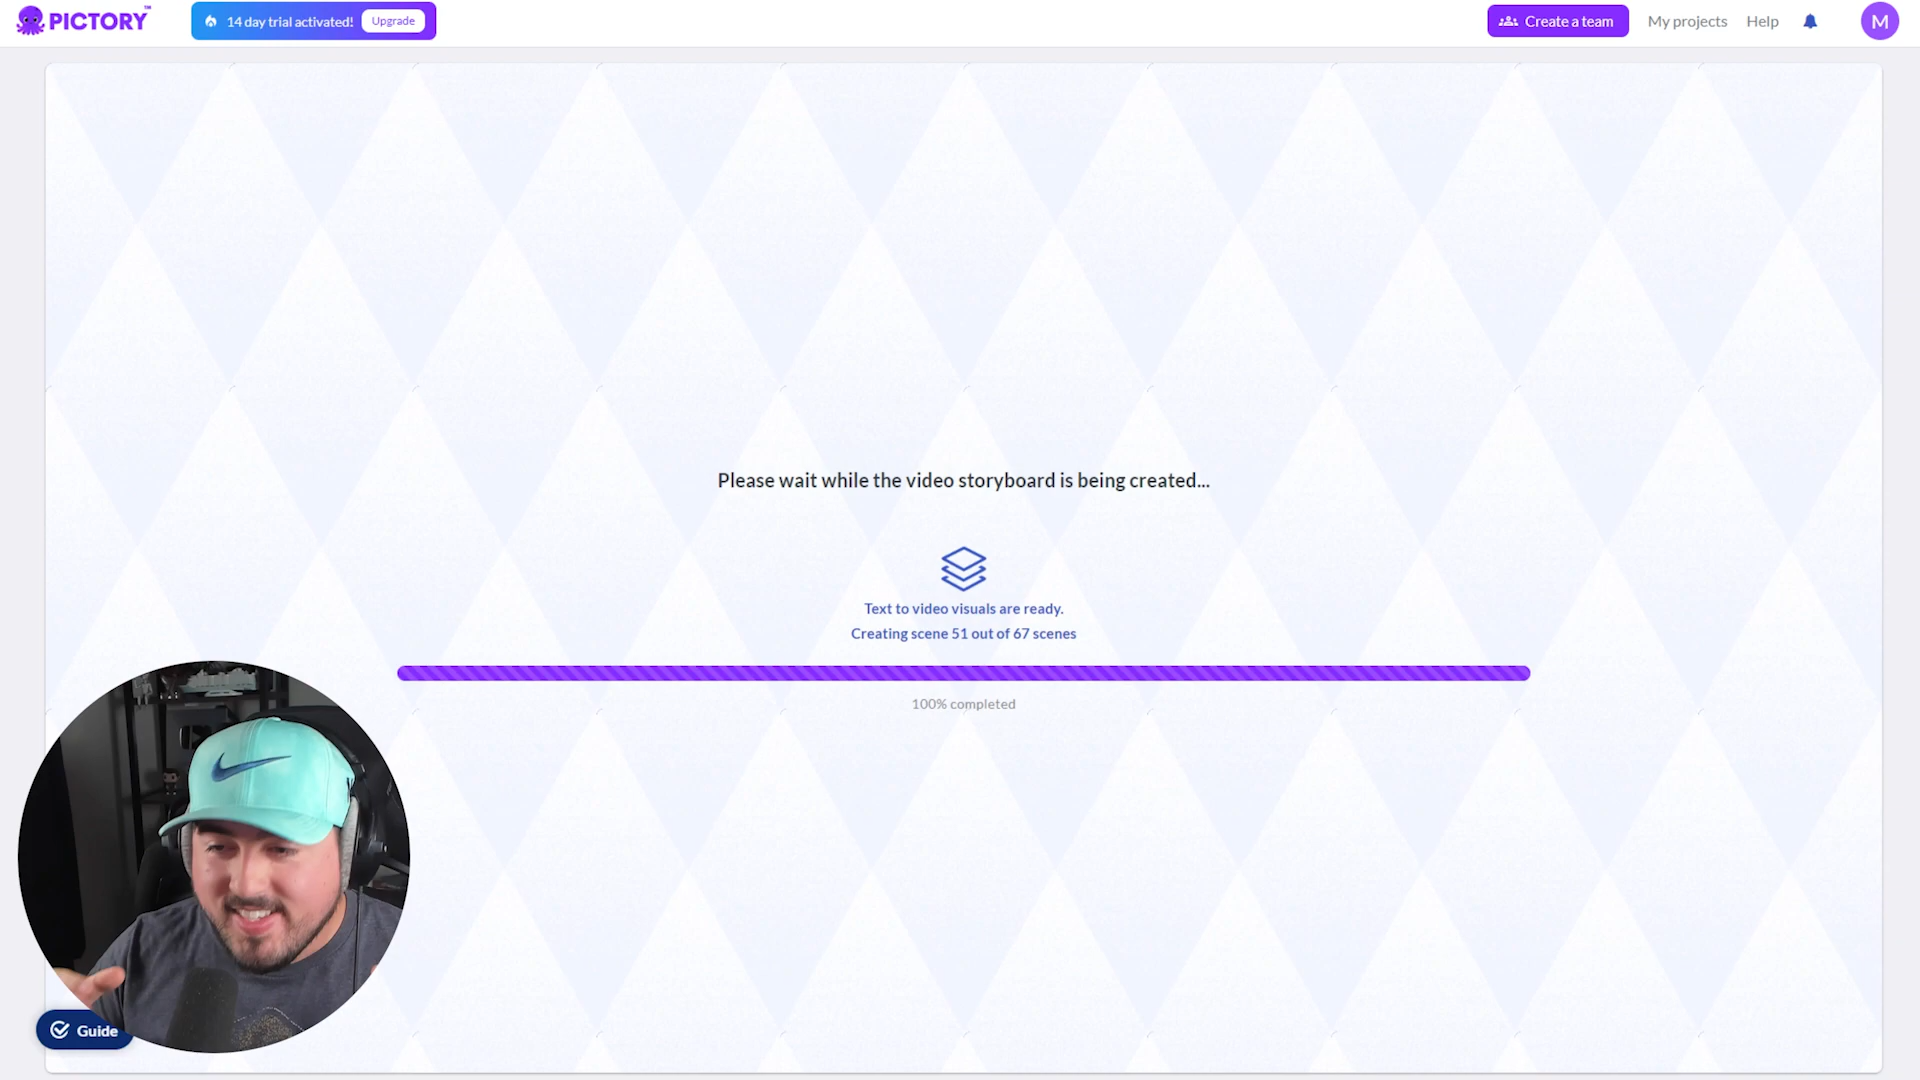 PICTORY™
14 day trial activated!
Upgrade
Create a team
My projects
Help
M
Please wait while the video storyboard is being created...
Text to video visuals are ready.
Creating scene 51 out of 67 scenes
100% completed
Guide